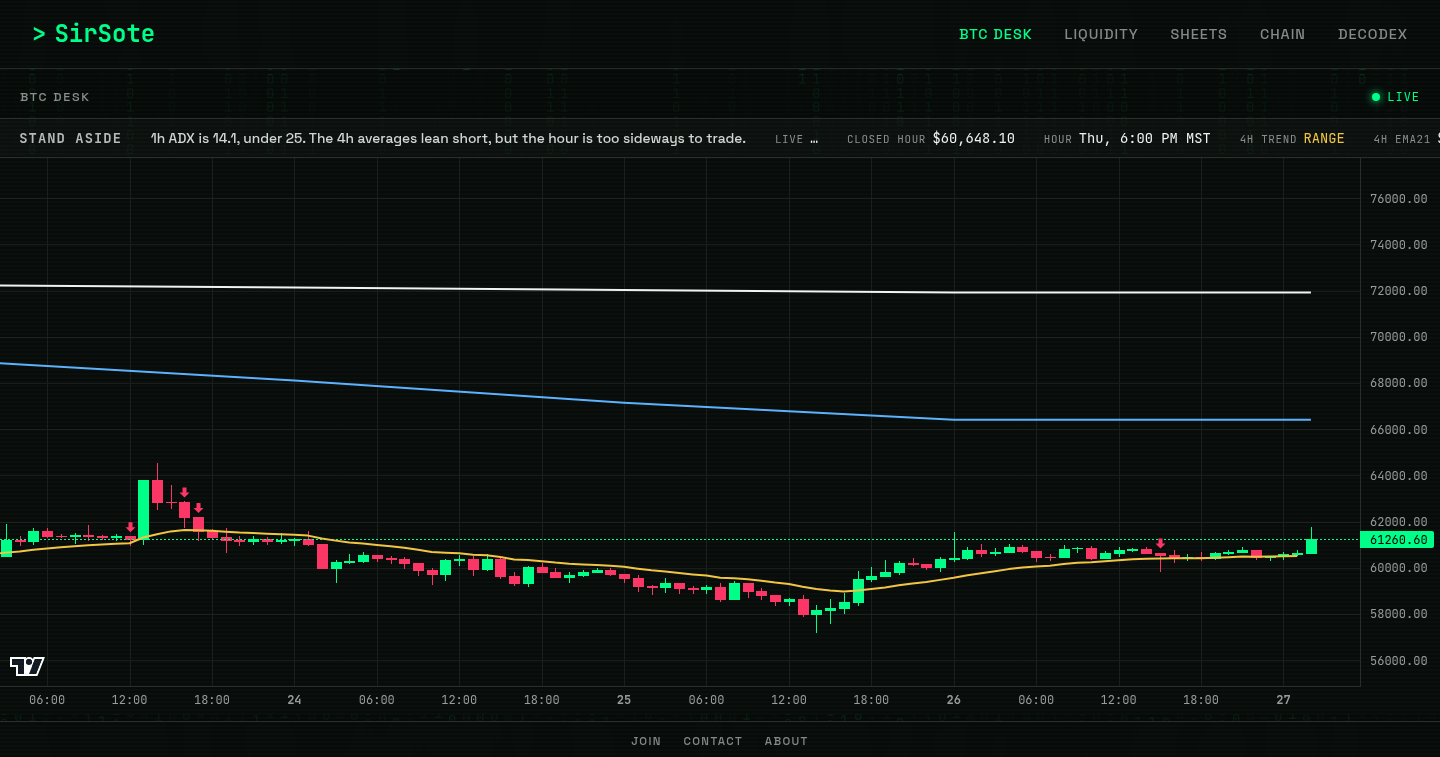 > SirSote
BTC DESK LIQUIDITY SHEETS CHAIN DECODEX
BTC DESK
LIVE
STAND ASIDE 1h ADX is 14.1, under 25. The 4h averages lean short, but the hour is too sideways to trade. LIVE … CLOSED HOUR $60,648.10 HOUR Thu, 6:00 PM MST 4H TREND RANGE 4H EMA21
76000.00
74000.00
72000.00
70000.00
68000.00
66000.00
64000.00
62000.00
61260.60
60000.00
58000.00
56000.00
06:00 12:00 18:00 24 06:00 12:00 18:00 25 06:00 12:00 18:00 26 06:00 12:00 18:00 27
JOIN CONTACT ABOUT